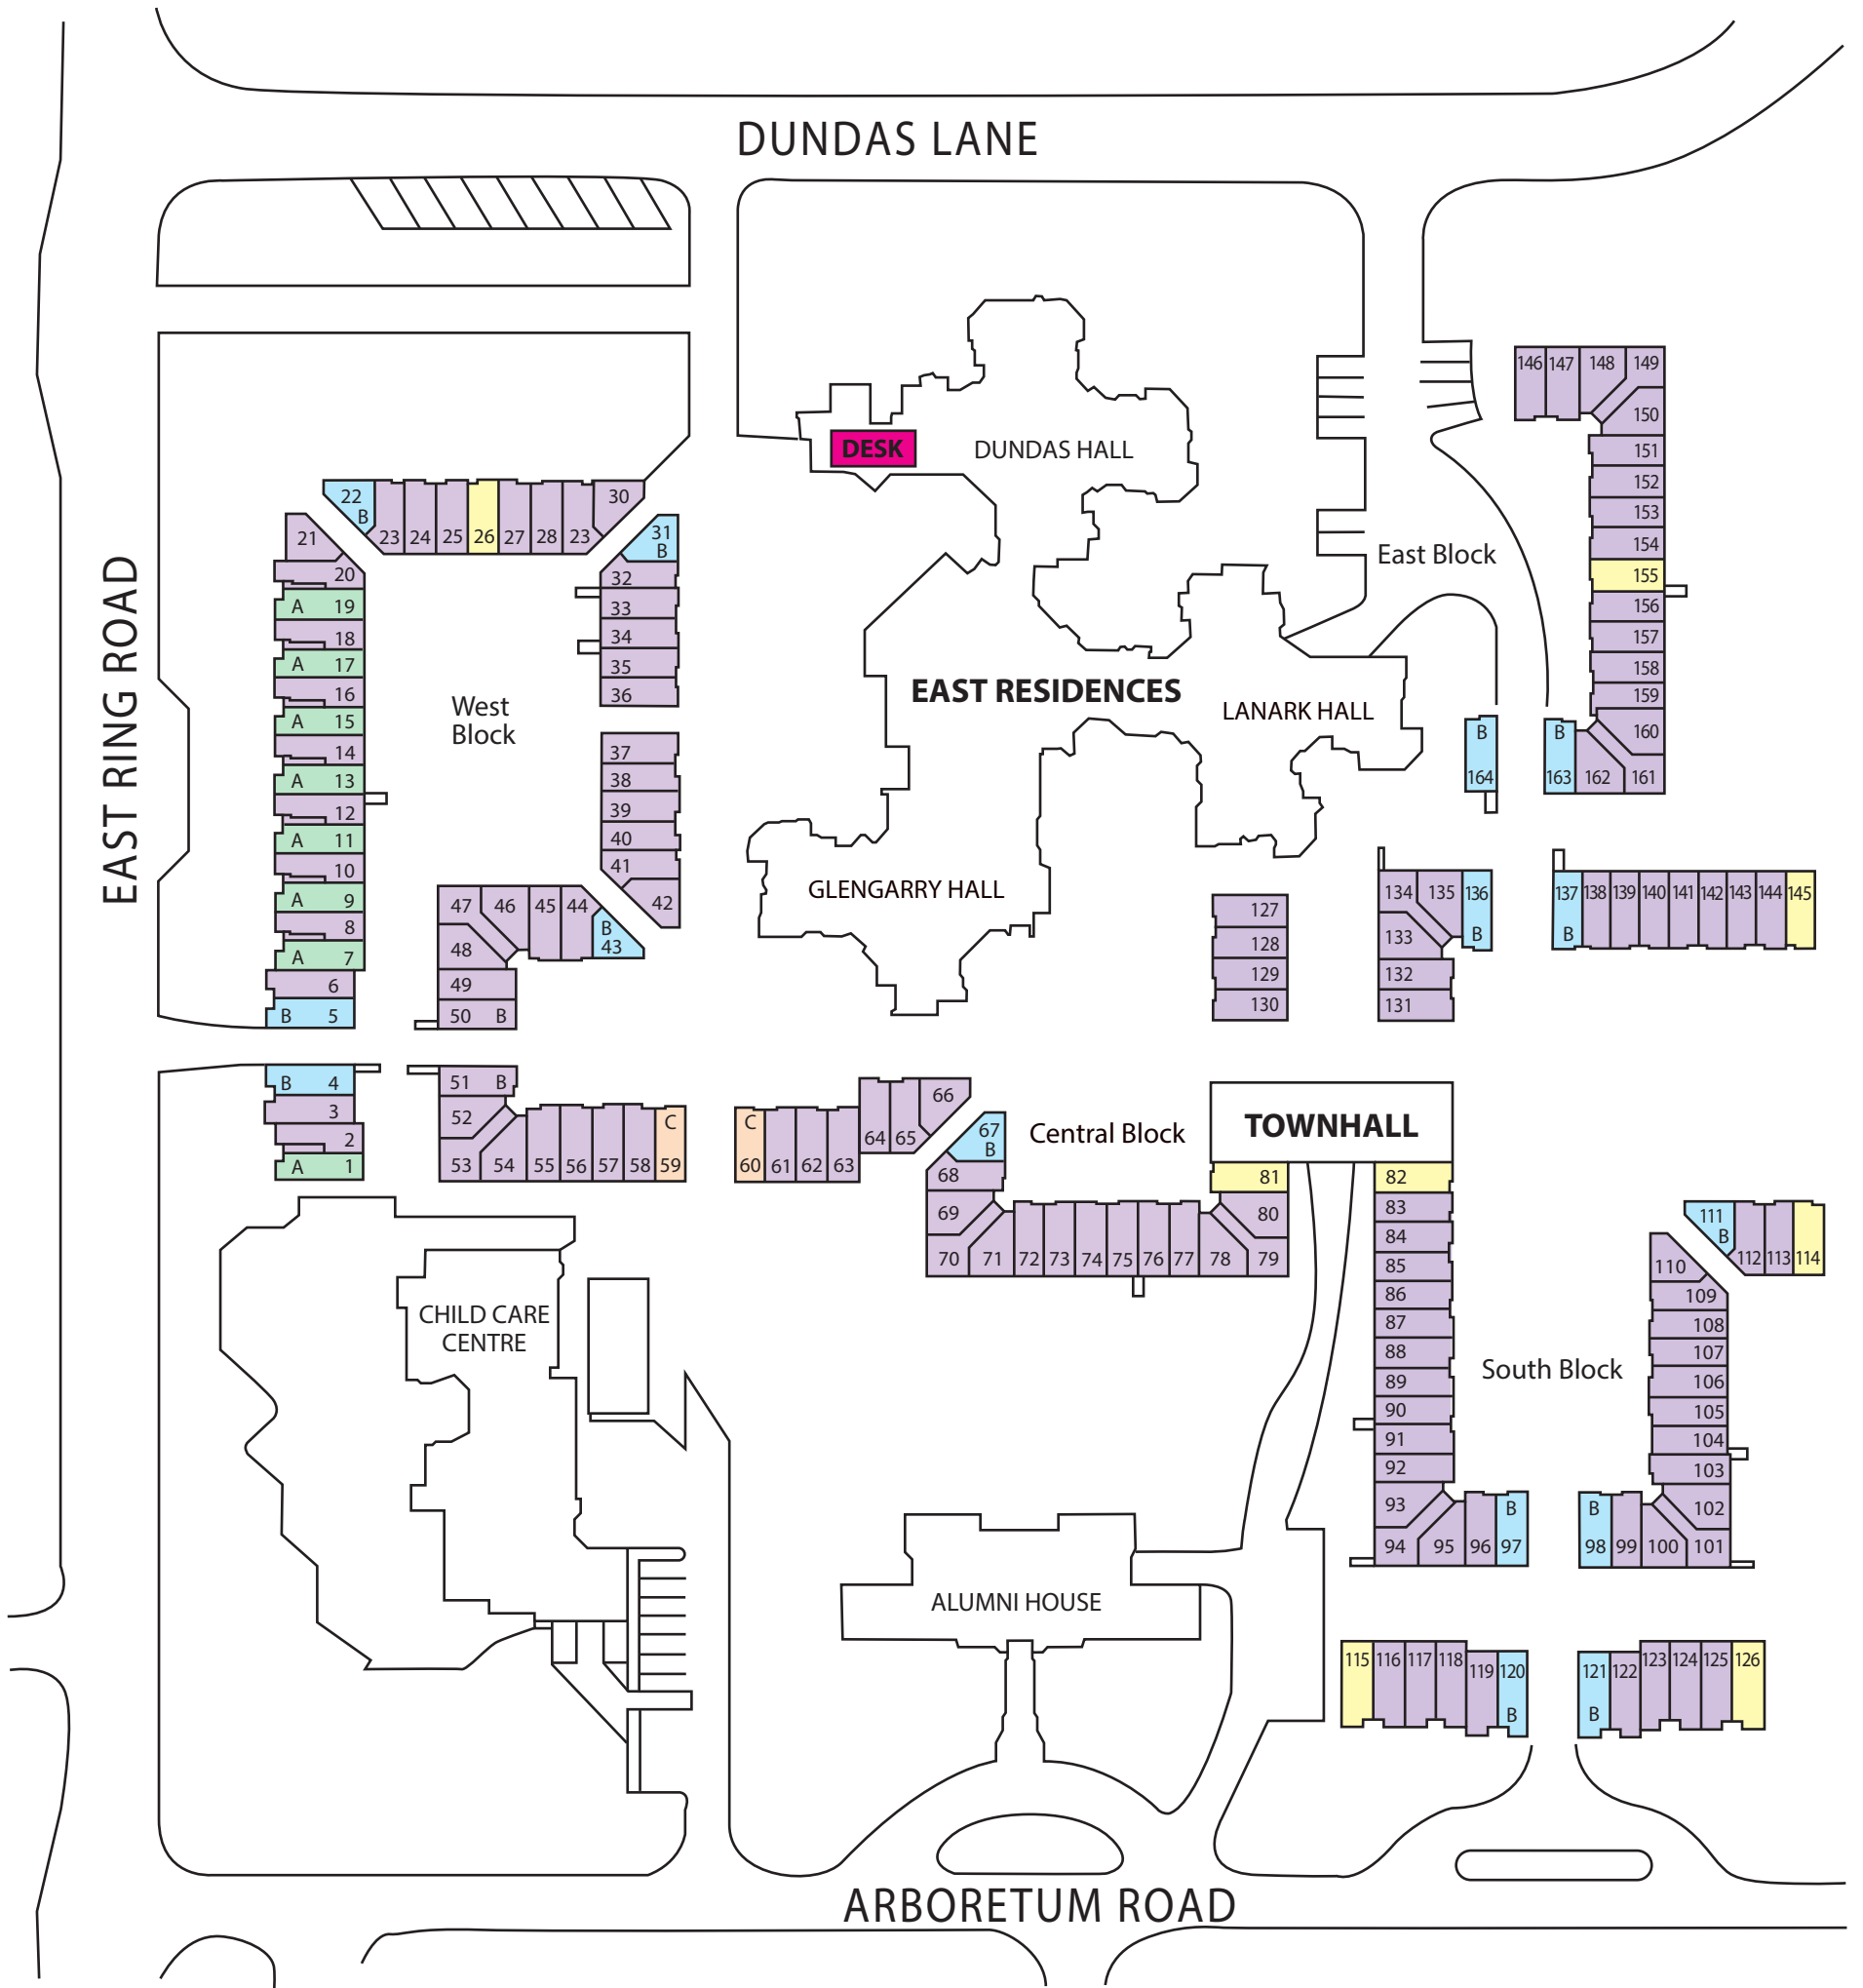 DUNDAS LANE
EAST RING ROAD
DESK
DUNDAS HALL
East Block
EAST RESIDENCES
LANARK HALL
GLENGARRY HALL
West
Block
22 B 23 24 25 26 27 28 23 30
31 B
32
33
34
35
36
37
38
39
40
41
42
21
20
A 19
18
A 17
16
A 15
14
A 13
12
A 11
10
A 9
8
A 7
6
B 5
B 4
3
2
A 1
47 46 45 44 B 43
48
49
50 B
51 B
52
53 54 55 56 57 58 C 59
C 60 61 62 63 64 65 66
67 B
68
69
70 71 72 73 74 75 76 77 78 79
80
81
Central Block
TOWNHALL
146 147 148 149
150
151
152
153
154
155
156
157
158
159
160
161
162
B 163
B 164
127
128
129
130
134 135 136 B
133
132
131
137 B 138 139 140 141 142 143 144 145
82
83
84
85
86
87
88
89
90
91
92
93
94 95 96 B 97
South Block
111 B 112 113 114
110
109
108
107
106
105
104
103
102
B 98 99 100 101
115 116 117 118 119 120 B
121 B 122 123 124 125 126
CHILD CARE
CENTRE
ALUMNI HOUSE
ARBORETUM ROAD